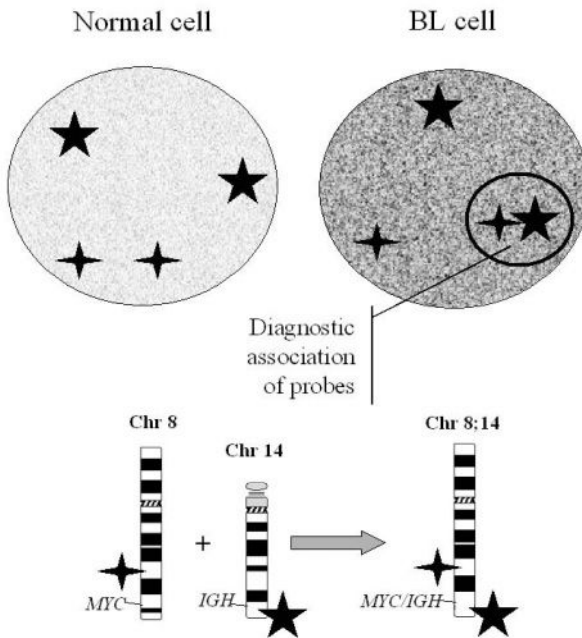 Normal cell
BL cell
Diagnostic
association
of probes
Chr 8
Chr 14
Chr 8;14
+
MYC
IGH
MYC/IGH